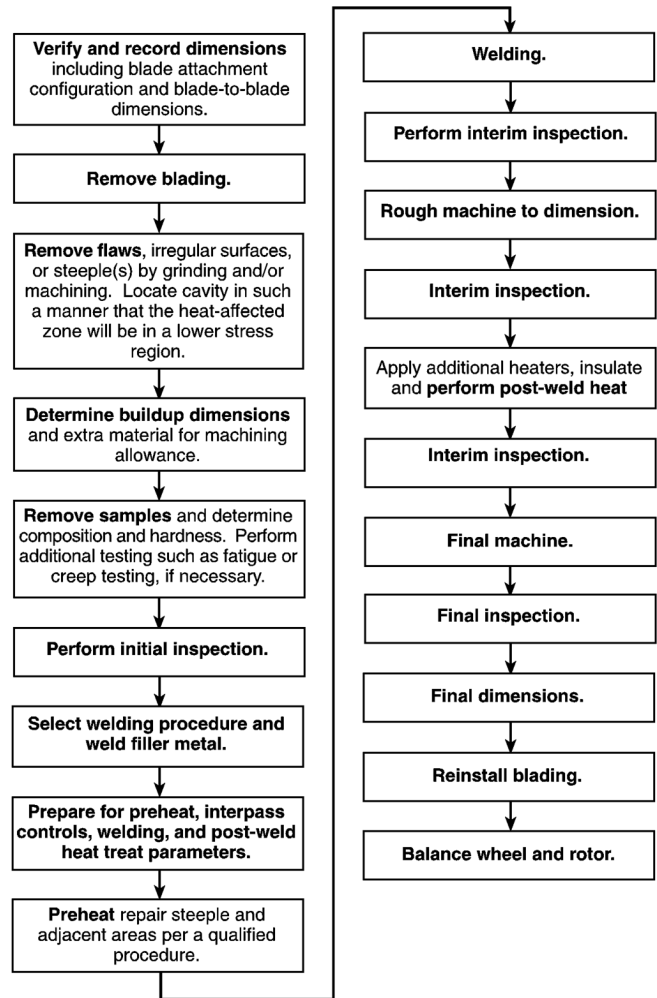 Verify and record dimensions
including blade attachment
configuration and blade-to-blade
dimensions.
Remove blading.
Remove flaws, irregular surfaces,
or steeple(s) by grinding and/or
machining. Locate cavity in such
a manner that the heat-affected
zone will be in a lower stress
region.
Determine buildup dimensions
and extra material for machining
allowance.
Remove samples and determine
composition and hardness. Perform
additional testing such as fatigue or
creep testing, if necessary.
Perform initial inspection.
Select welding procedure and
weld filler metal.
Prepare for preheat, interpass
controls, welding, and post-weld
heat treat parameters.
Preheat repair steeple and
adjacent areas per a qualified
procedure.
Welding.
Perform interim inspection.
Rough machine to dimension.
Interim inspection.
Apply additional heaters, insulate
and perform post-weld heat
Interim inspection.
Final machine.
Final inspection.
Final dimensions.
Reinstall blading.
Balance wheel and rotor.